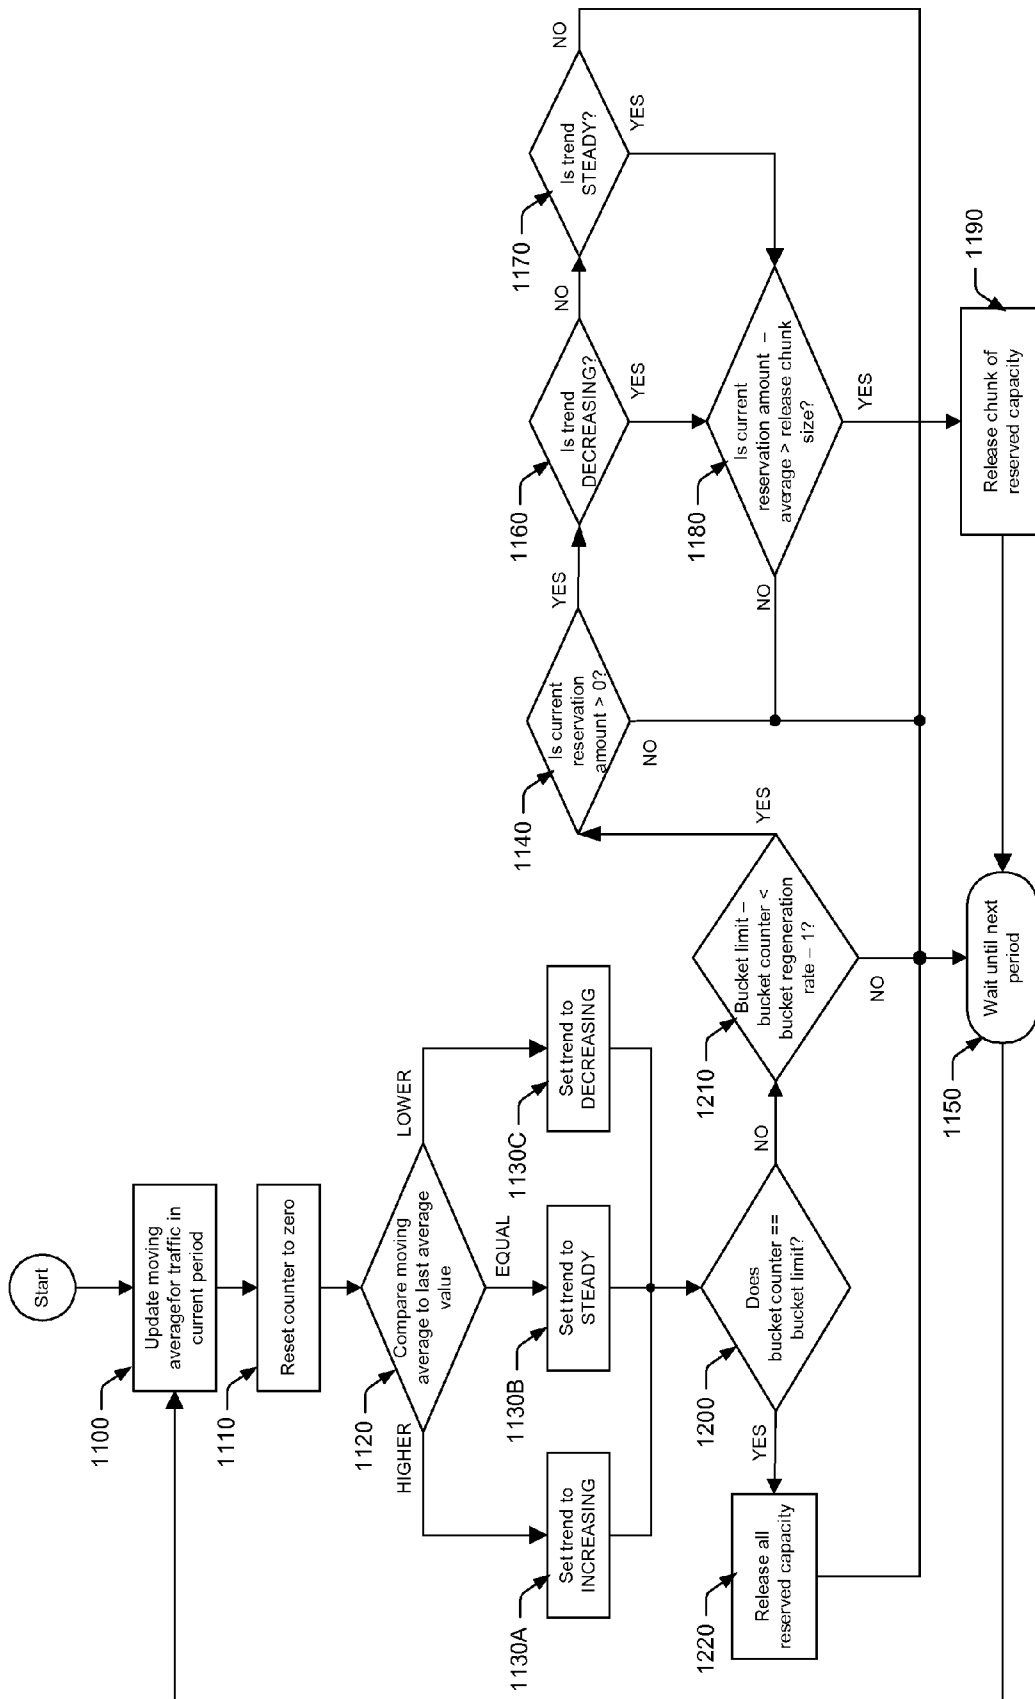 Start
1100
Update moving
averagefor traffic in
current period
1110
Reset counter to zero
1120
Compare moving
average to last average
value
HIGHER
EQUAL
LOWER
1130A
Set trend to
INCREASING
1130B
Set trend to
STEADY
1130C
Set trend to
DECREASING
1200
Does
bucket counter ==
bucket limit?
YES
NO
1220
Release all
reserved capacity
1210
Bucket limit –
bucket counter <
bucket regeneration
rate – 1?
YES
NO
1140
Is current
reservation
amount > 0?
YES
NO
1160
Is trend
DECREASING?
NO
YES
1170
Is trend
STEADY?
NO
YES
1180
Is current
reservation amount –
average > release chunk
size?
NO
YES
1190
Release chunk of
reserved capacity
1150
Wait until next
period